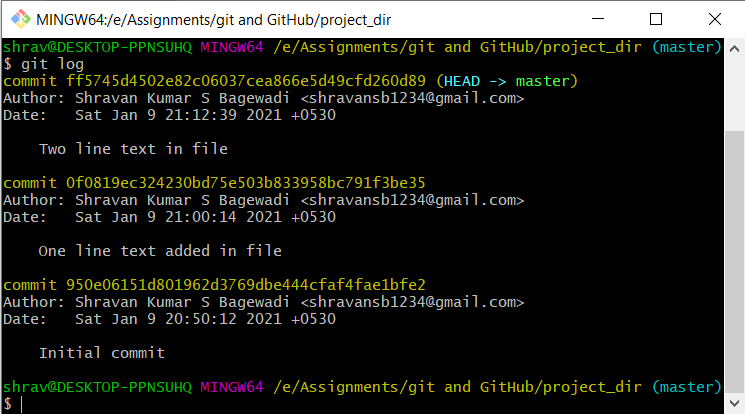 MINGW64:/e/Assignments/git and GitHub/project_dir
shrav@DESKTOP-PPNSUHQ MINGW64 /e/Assignments/git and GitHub/project_dir (master)
$ git log
commit ff5745d4502e82c06037cea866e5d49cfd260d89 (HEAD -> master)
Author: Shravan Kumar S Bagewadi <shravansb1234@gmail.com>
Date:   Sat Jan 9 21:12:39 2021 +0530
    Two line text in file
commit 0f0819ec324230bd75e503b833958bc791f3be35
Author: Shravan Kumar S Bagewadi <shravansb1234@gmail.com>
Date:   Sat Jan 9 21:00:14 2021 +0530
    One line text added in file
commit 950e06151d801962d3769dbe444cfaf4fae1bfe2
Author: Shravan Kumar S Bagewadi <shravansb1234@gmail.com>
Date:   Sat Jan 9 20:50:12 2021 +0530
    Initial commit
shrav@DESKTOP-PPNSUHQ MINGW64 /e/Assignments/git and GitHub/project_dir (master)
$